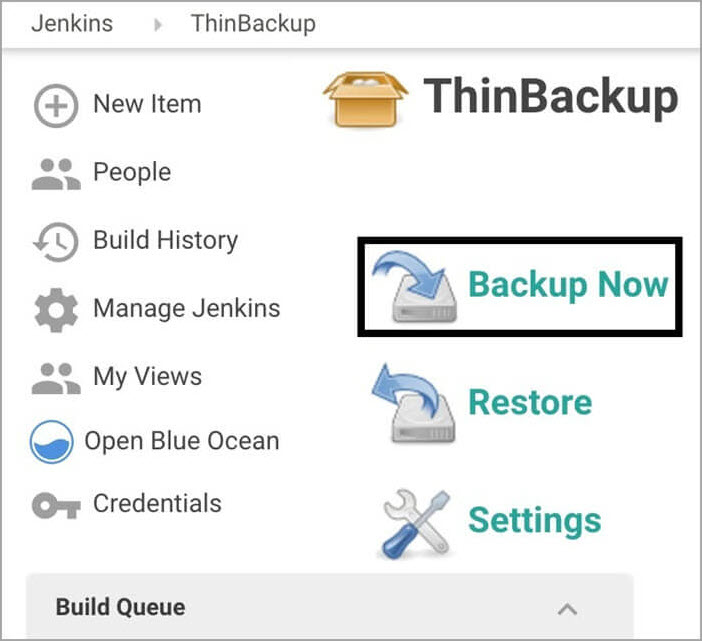 Jenkins ThinBackup
New Item
People
Build History
Manage Jenkins
My Views
Open Blue Ocean
Credentials
Build Queue
ThinBackup
Backup Now
Restore
Settings